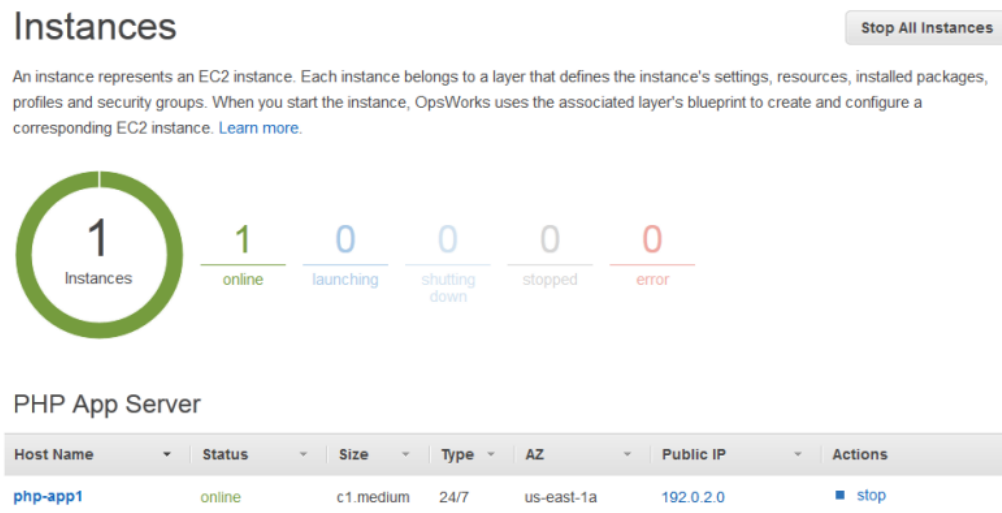 Instances
Stop All Instances
An instance represents an EC2 instance. Each instance belongs to a layer that defines the instance's settings, resources, installed packages,
profiles and security groups. When you start the instance, OpsWorks uses the associated layer's blueprint to create and configure a
corresponding EC2 instance. Learn more.
1
Instances
1 0 0 0 0
online launching shutting down stopped error
PHP App Server
Host Name Status Size Type AZ Public IP Actions
php-app1 online c1.medium 24/7 us-east-1a 192.0.2.0 stop